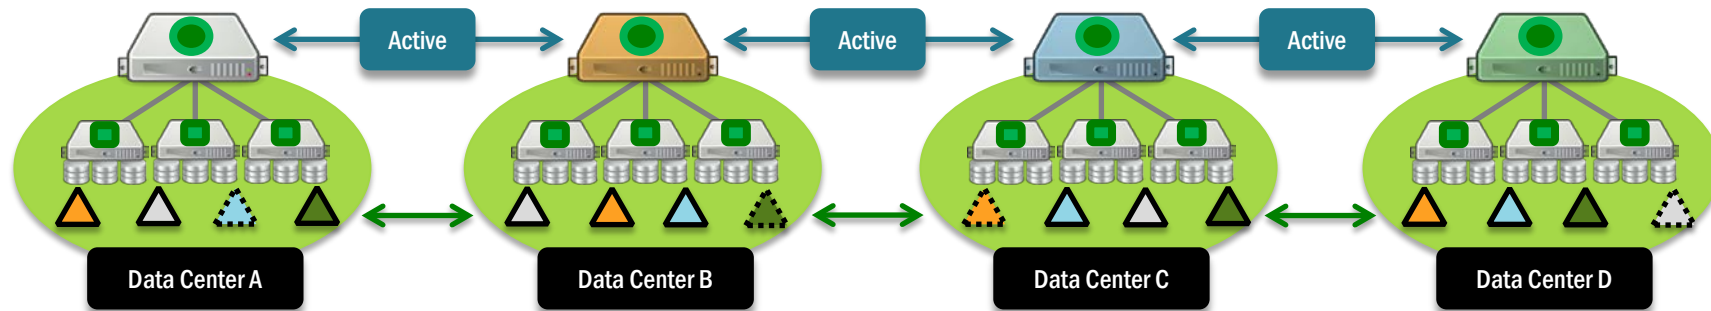 Active
Active
Active
Data Center A
Data Center B
Data Center C
Data Center D